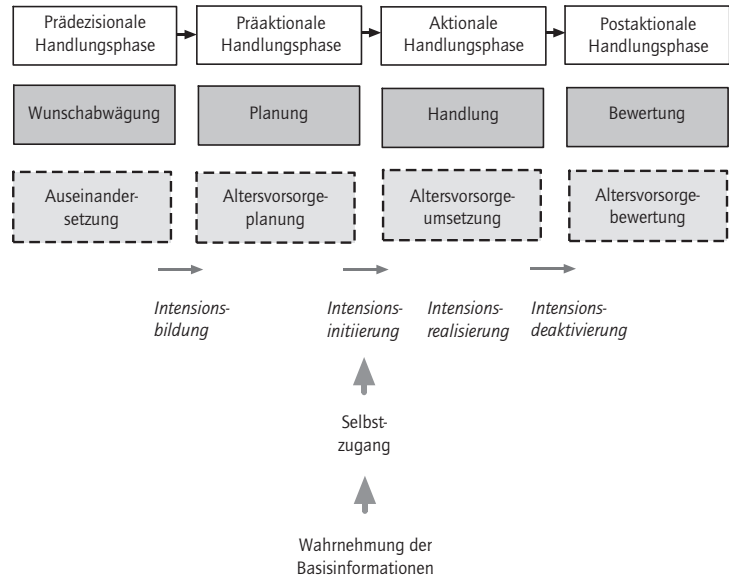 Prädezisionale
Handlungsphase
Präaktionale
Handlungsphase
Aktionale
Handlungsphase
Postaktionale
Handlungsphase
Wunschabwägung
Planung
Handlung
Bewertung
Auseinander-
setzung
Altersvorsorge-
planung
Altersvorsorge-
umsetzung
Altersvorsorge-
bewertung
Intensions-
bildung
Intensions-
initiierung
Intensions-
realisierung
Intensions-
deaktivierung
Selbst-
zugang
Wahrnehmung der
Basisinformationen